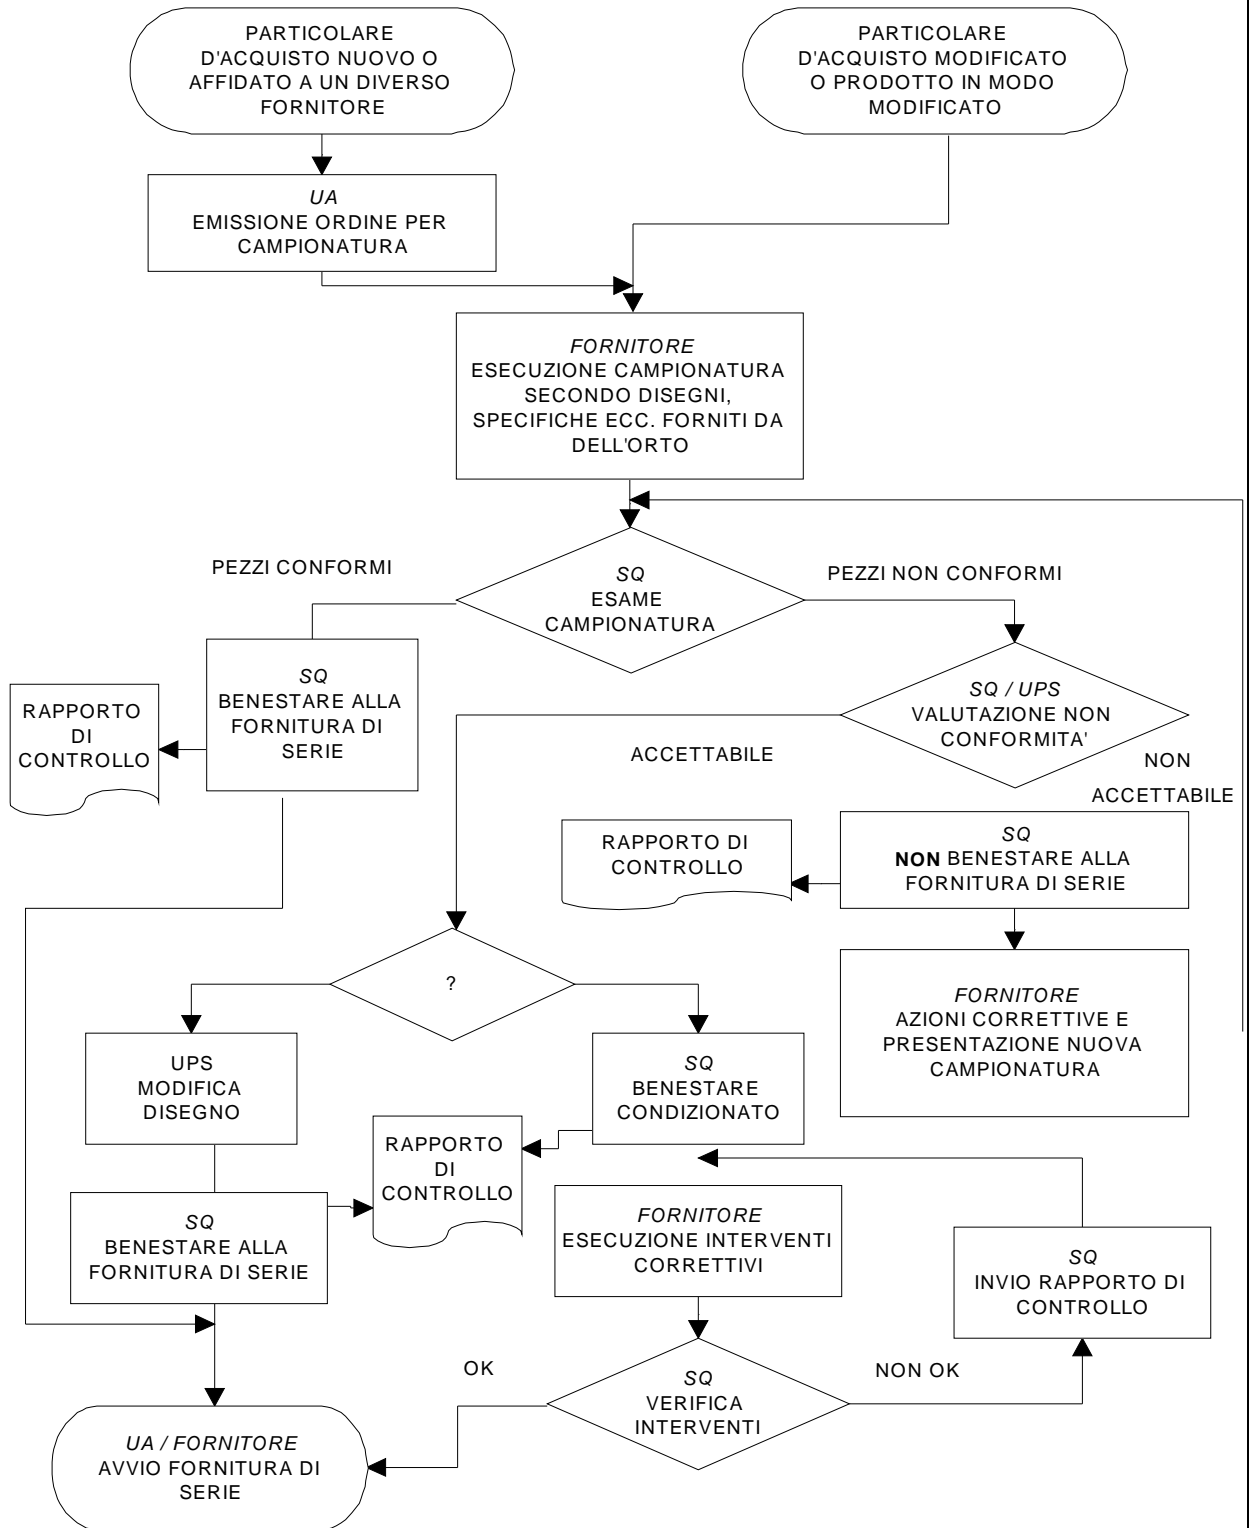 PARTICOLARE
D'ACQUISTO NUOVO O
AFFIDATO A UN DIVERSO
FORNITORE
PARTICOLARE
D'ACQUISTO MODIFICATO
O PRODOTTO IN MODO
MODIFICATO
UA
EMISSIONE ORDINE PER
CAMPIONATURA
FORNITORE
ESECUZIONE CAMPIONATURA
SECONDO DISEGNI,
SPECIFICHE ECC. FORNITI DA
DELL'ORTO
PEZZI CONFORMI
SQ
ESAME
CAMPIONATURA
PEZZI NON CONFORMI
SQ
BENESTARE ALLA
FORNITURA DI
SERIE
RAPPORTO
DI
CONTROLLO
SQ / UPS
VALUTAZIONE NON
CONFORMITA'
ACCETTABILE
NON
ACCETTABILE
RAPPORTO DI
CONTROLLO
SQ
NON BENESTARE ALLA
FORNITURA DI SERIE
?
FORNITORE
AZIONI CORRETTIVE E
PRESENTAZIONE NUOVA
CAMPIONATURA
UPS
MODIFICA
DISEGNO
SQ
BENESTARE
CONDIZIONATO
RAPPORTO
DI
CONTROLLO
SQ
BENESTARE ALLA
FORNITURA DI SERIE
FORNITORE
ESECUZIONE INTERVENTI
CORRETTIVI
SQ
INVIO RAPPORTO DI
CONTROLLO
OK
SQ
VERIFICA
INTERVENTI
NON OK
UA / FORNITORE
AVVIO FORNITURA DI
SERIE